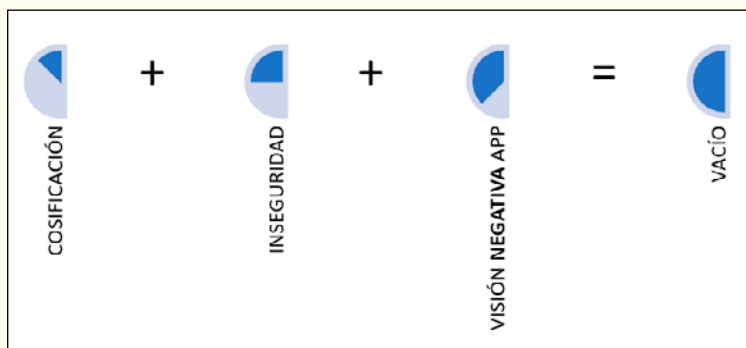 COSIFICACIÓN
+
INSEGURIDAD
+
VISIÓN NEGATIVA APP
=
VACÍO